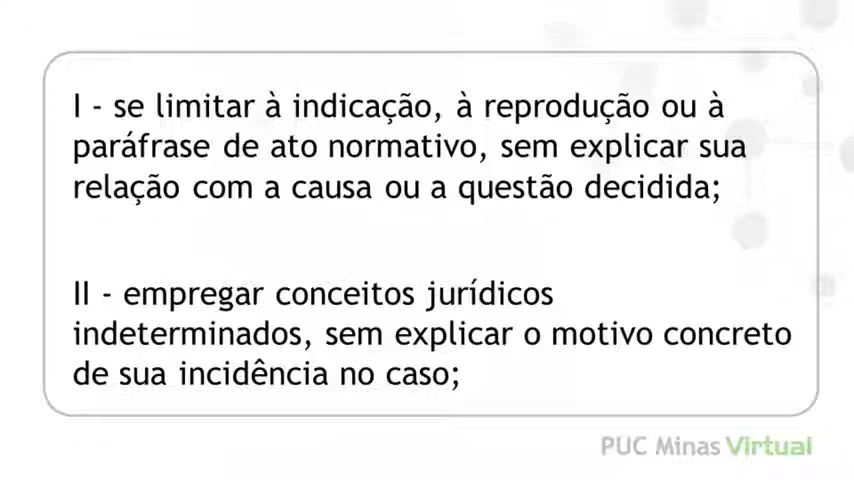 I - se limitar à indicação, à reprodução ou à
paráfrase de ato normativo, sem explicar sua
relação com a causa ou a questão decidida;
II - empregar conceitos jurídicos
indeterminados, sem explicar o motivo concreto
de sua incidência no caso;
PUC Minas Virtual